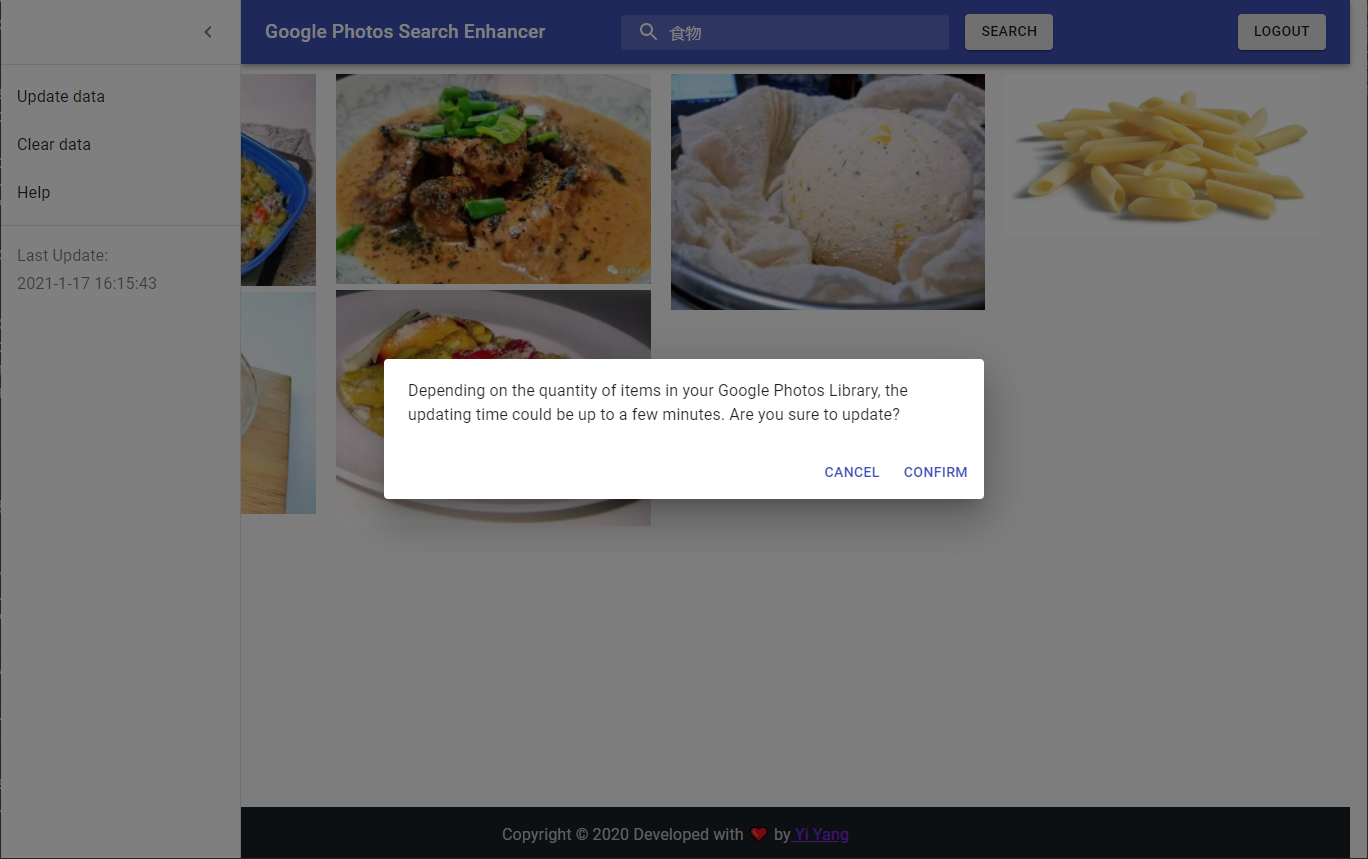 Google Photos Search Enhancer
食物
SEARCH
LOGOUT
Update data
Clear data
Help
Last Update:
2021-1-17 16:15:43
Depending on the quantity of items in your Google Photos Library, the
updating time could be up to a few minutes. Are you sure to update?
CANCEL
CONFIRM
Copyright © 2020 Developed with ❤️ by Yi Yang